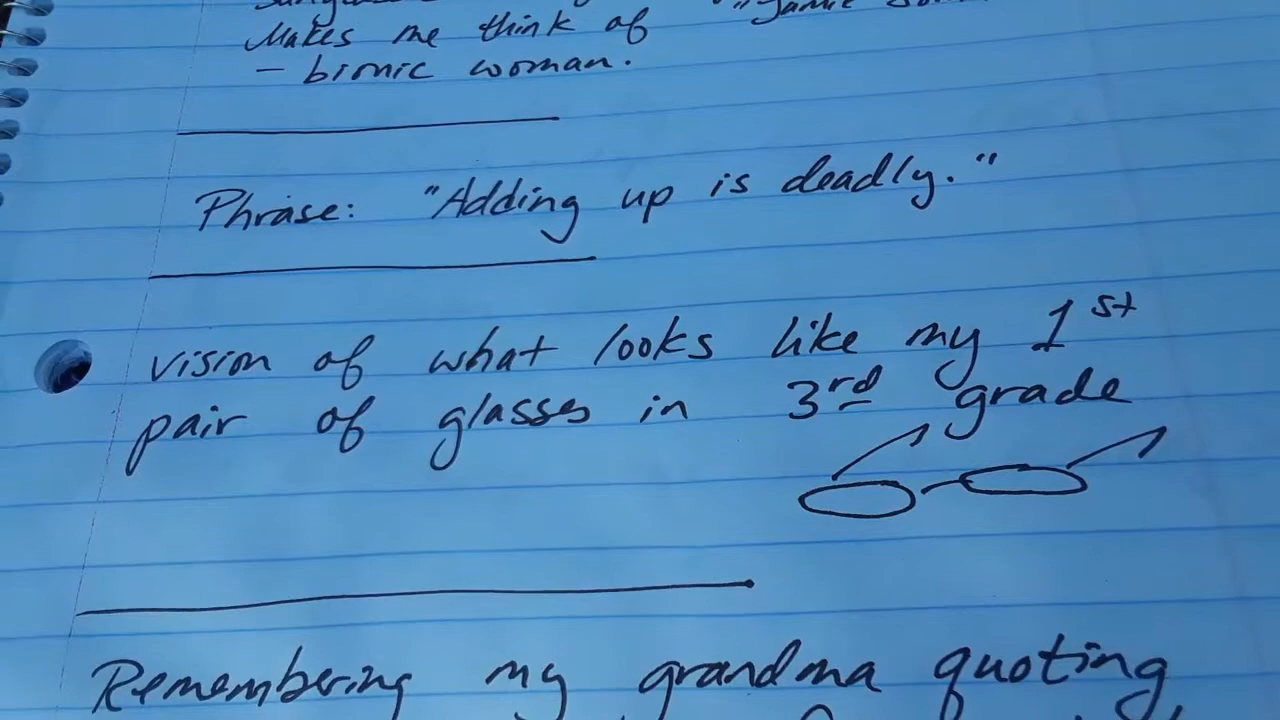 Makes me think of "Jamie
- bionic woman.
Phrase: "Adding up is deadly."
vision of what looks like my 1st
pair of glasses in 3rd grade
Remembering my grandma quoting